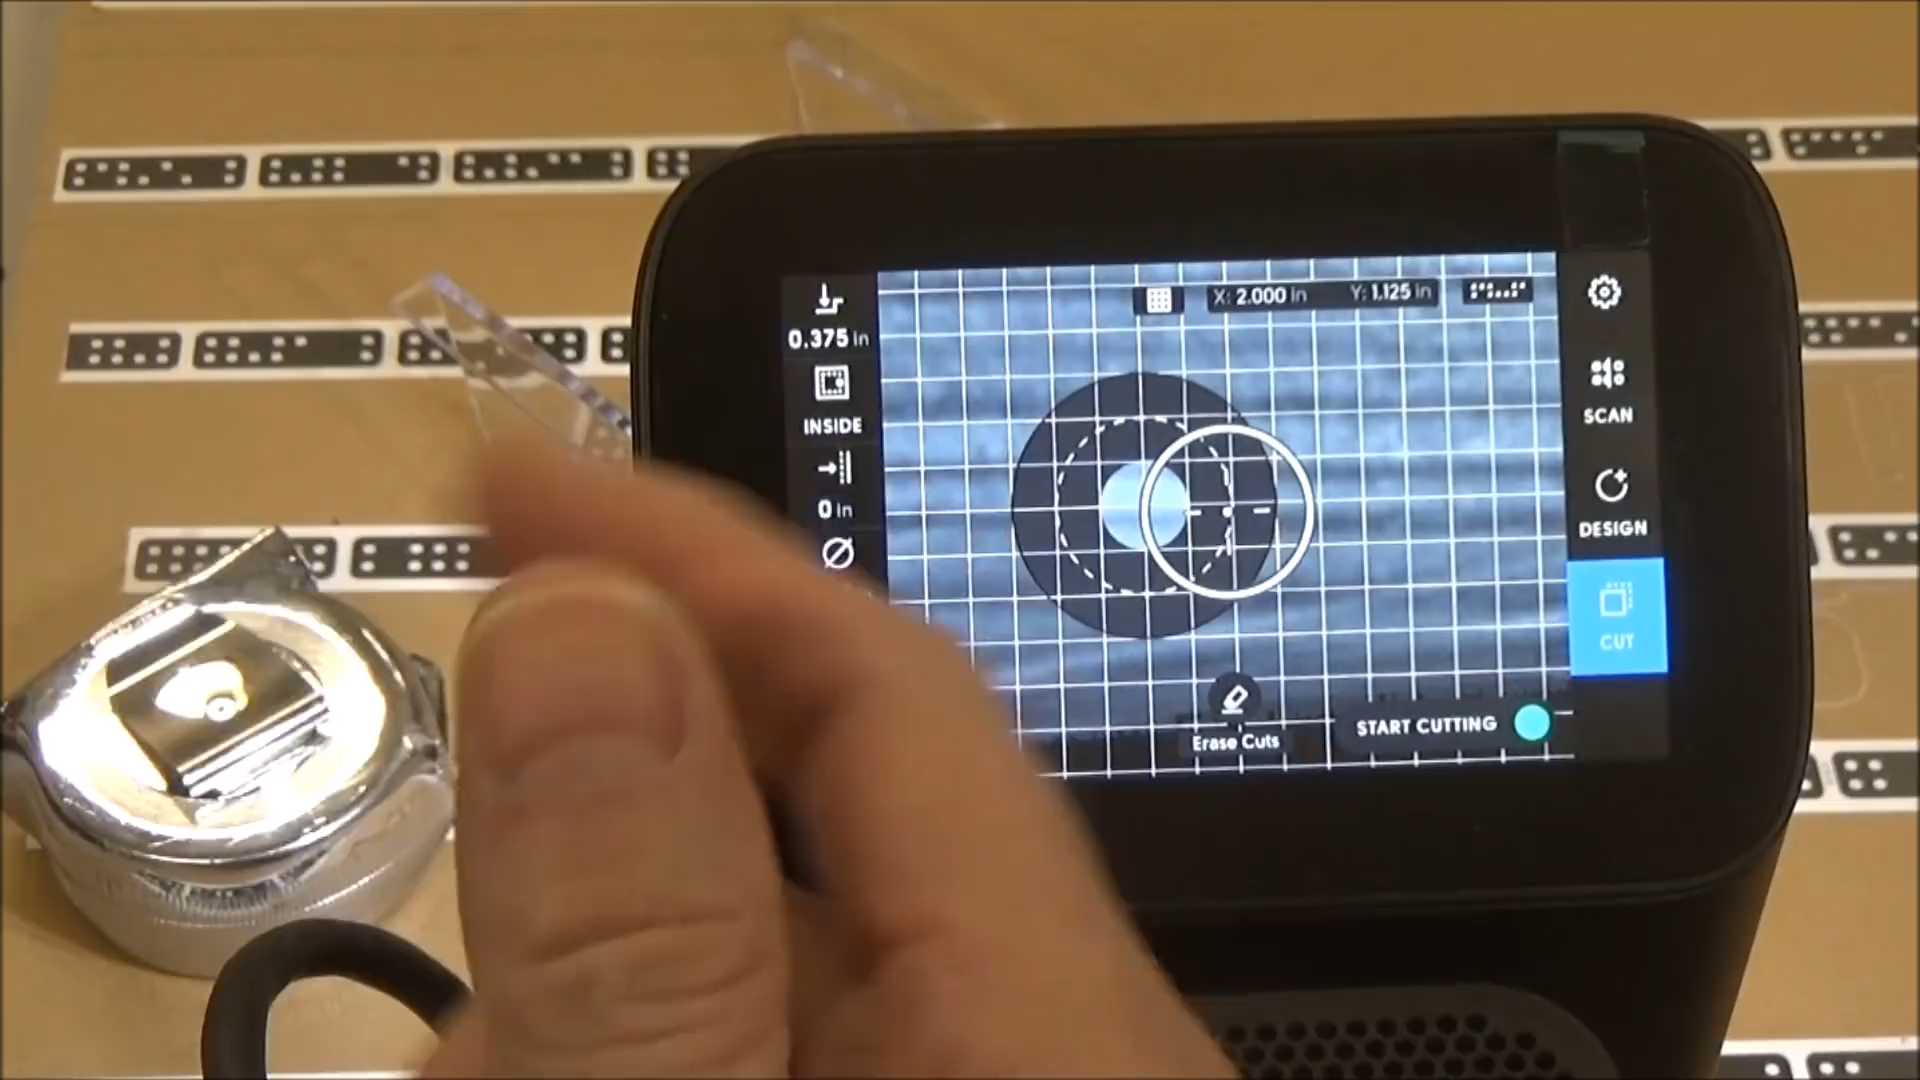 X: 2.000 in Y: 1.125 in
0.375 in
INSIDE
0 in
SCAN
DESIGN
CUT
START CUTTING
Erase Cuts